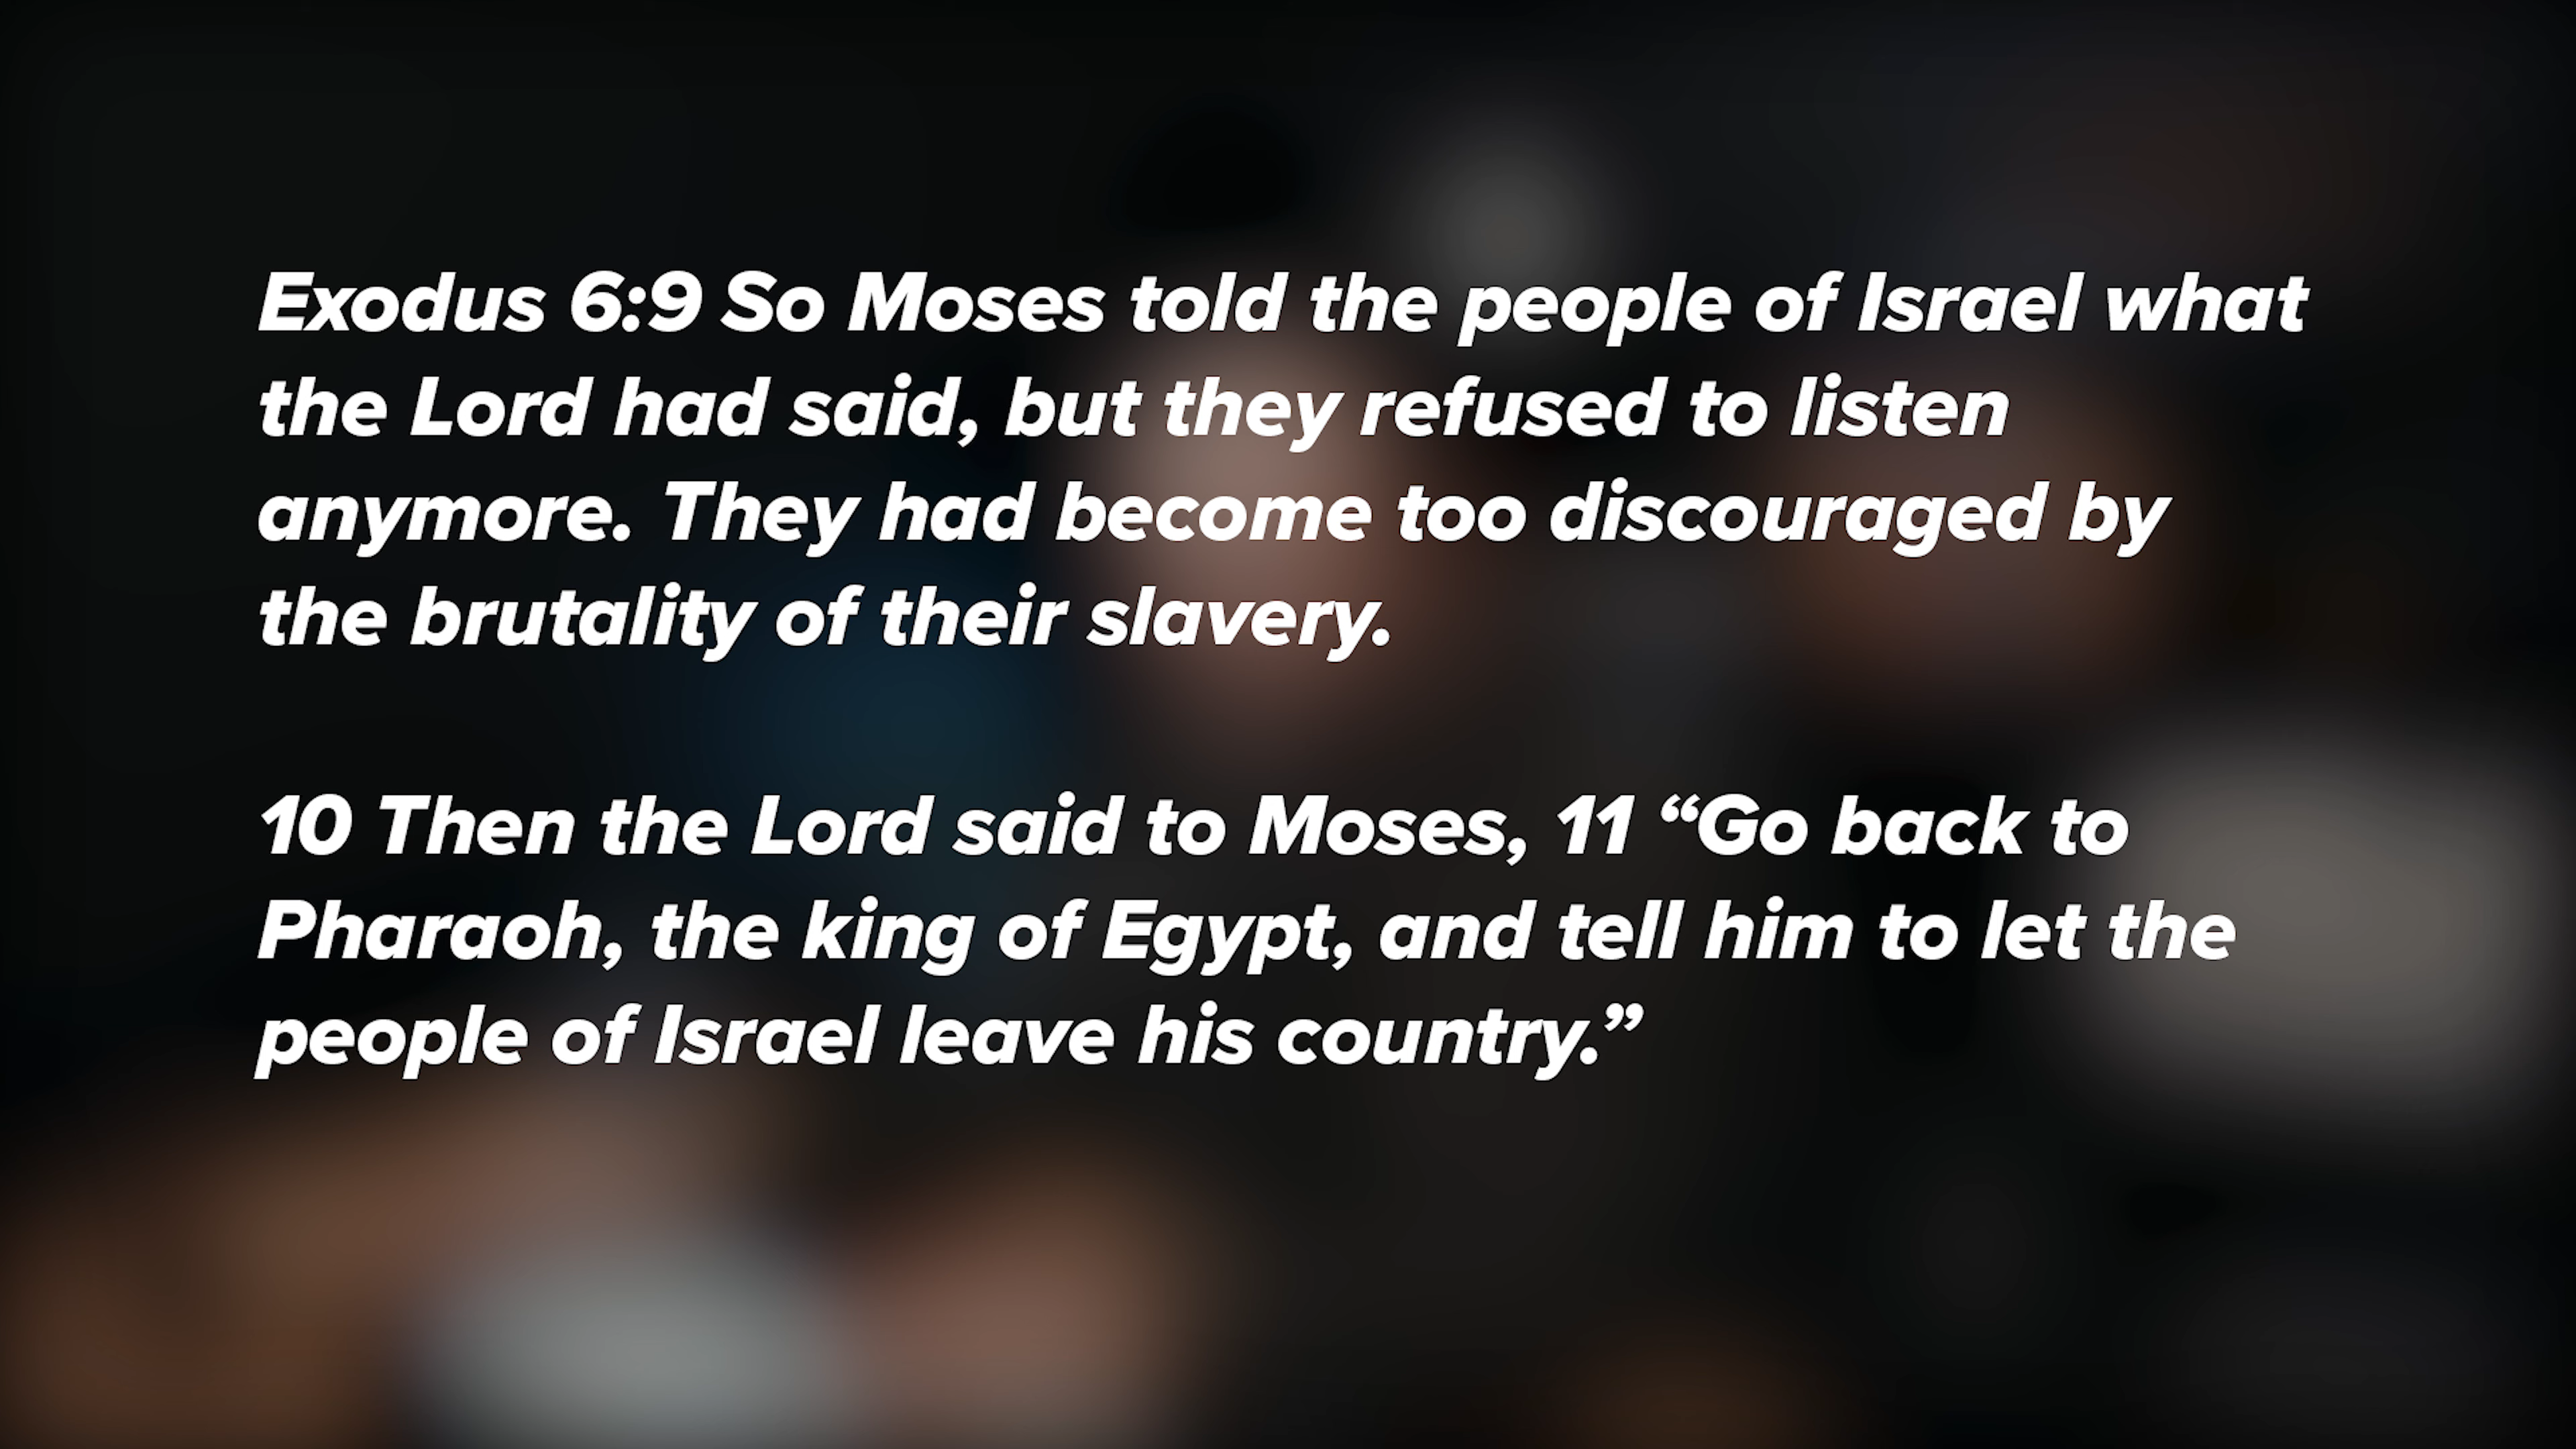 Exodus 6:9 So Moses told the people of Israel what
the Lord had said, but they refused to listen
anymore. They had become too discouraged by
the brutality of their slavery.
10 Then the Lord said to Moses, 11 “Go back to
Pharaoh, the king of Egypt, and tell him to let the
people of Israel leave his country.”